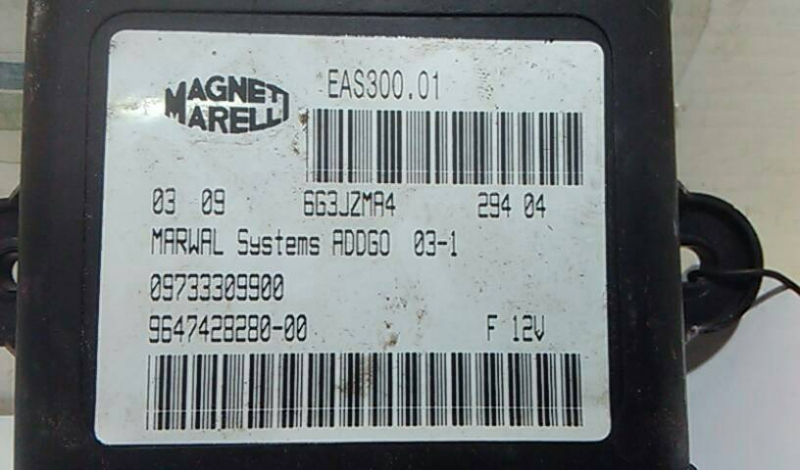 MAGNETI
MARELLI
EAS300.01
03 09 6G3JZMA4 294 04
MARWAL Systems ADDGO 03-1
09733309900
9647428280-00 F 12V